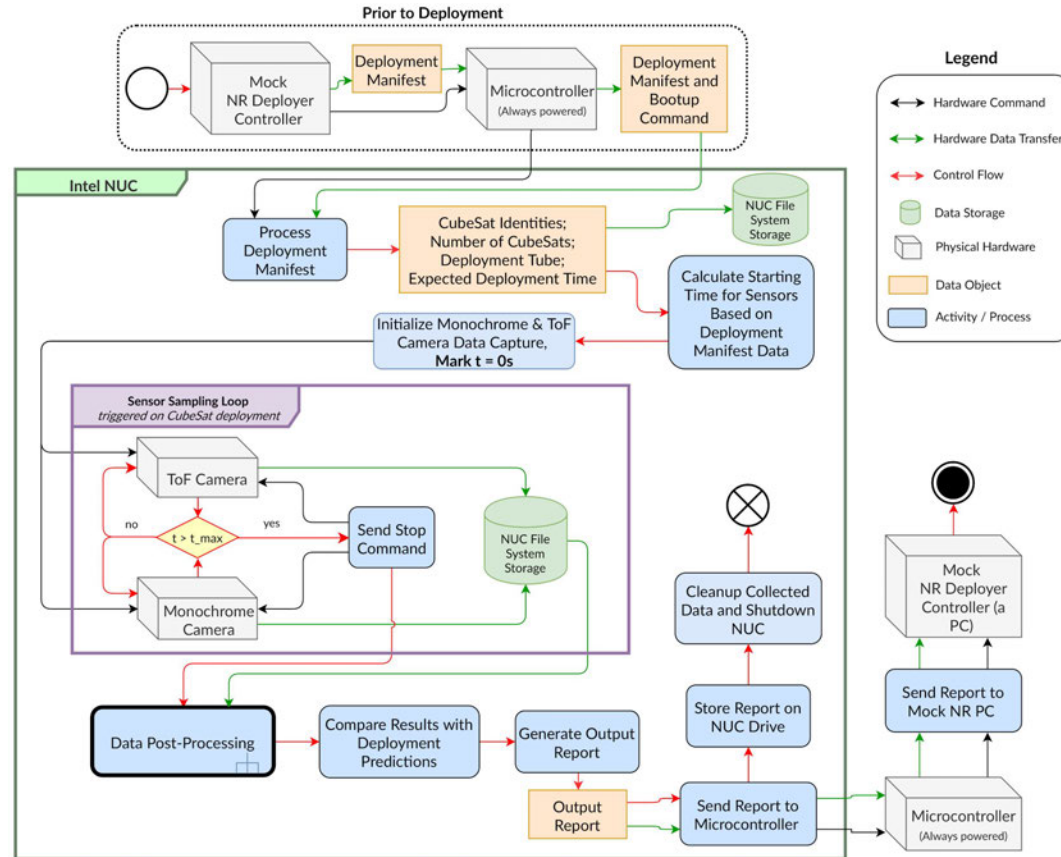 Prior to Deployment
Mock
NR Deployer
Controller
Deployment
Manifest
Microcontroller
(Always powered)
Deployment
Manifest and
Bootup
Command
Legend
Hardware Command
Hardware Data Transfer
Control Flow
Data Storage
Physical Hardware
Data Object
Activity / Process
Intel NUC
Process
Deployment
Manifest
CubeSat Identities;
Number of CubeSats;
Deployment Tube;
Expected Deployment Time
NUC File
System
Storage
Calculate Starting
Time for Sensors
Based on
Deployment
Manifest Data
Initialize Monochrome & ToF
Camera Data Capture,
Mark t = 0s
Sensor Sampling Loop
triggered on CubeSat deployment
ToF Camera
no
t > t_max
yes
Send Stop
Command
NUC File
System
Storage
Monochrome
Camera
Data Post-Processing
Compare Results with
Deployment
Predictions
Generate Output
Report
Output
Report
Send Report to
Microcontroller
Store Report on
NUC Drive
Cleanup Collected
Data and Shutdown
NUC
Mock
NR Deployer
Controller (a
PC)
Send Report to
Mock NR PC
Microcontroller
(Always powered)